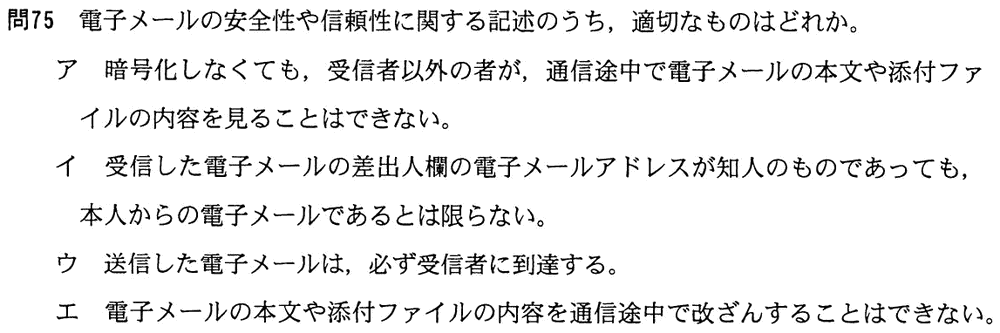 問75 電子メールの安全性や信頼性に関する記述のうち，適切なものはどれか。
ア 暗号化しなくても，受信者以外の者が，通信途中で電子メールの本文や添付ファ
イルの内容を見ることはできない。
イ 受信した電子メールの差出人欄の電子メールアドレスが知人のものであっても，
本人からの電子メールであるとは限らない。
ウ 送信した電子メールは，必ず受信者に到達する。
エ 電子メールの本文や添付ファイルの内容を通信途中で改ざんすることはできない。